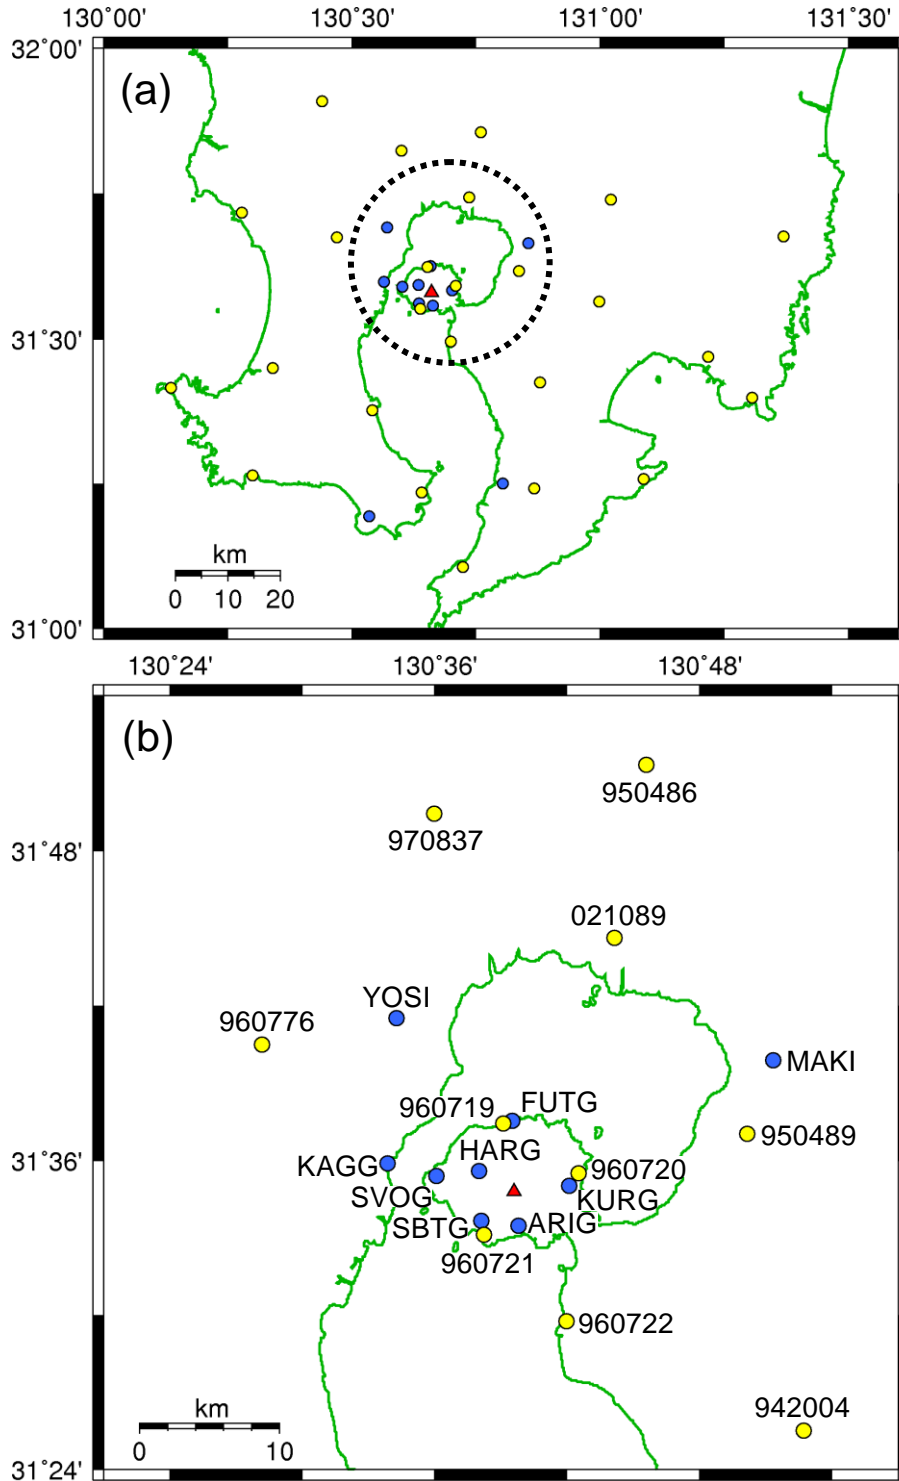 130˚00' 130˚30' 131˚00' 131˚30'
32˚00'
(a)
31˚30'
km
0 10 20
31˚00'
130˚24' 130˚36' 130˚48'
(b)
950486
970837
31˚48'
021089
YOSI
960776
MAKI
FUTG
960719
950489
HARG
31˚36'
KAGG
960720
SVOG
KURG
SBTG
ARIG
960721
960722
942004
km
0 10
31˚24'